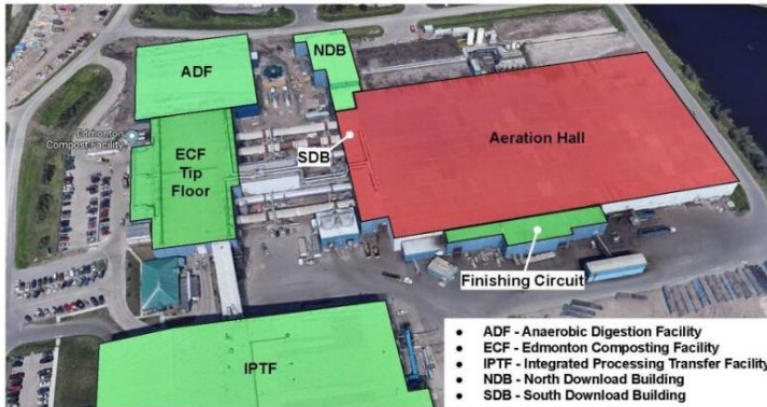 NDB
ADF
Edmonton
Compost Facility
ECF
Tip
Floor
SDB
Aeration Hall
Finishing Circuit
IPTF
• ADF - Anaerobic Digestion Facility
• ECF - Edmonton Composting Facility
• IPTF - Integrated Processing Transfer Facility
• NDB - North Download Building
• SDB - South Download Building